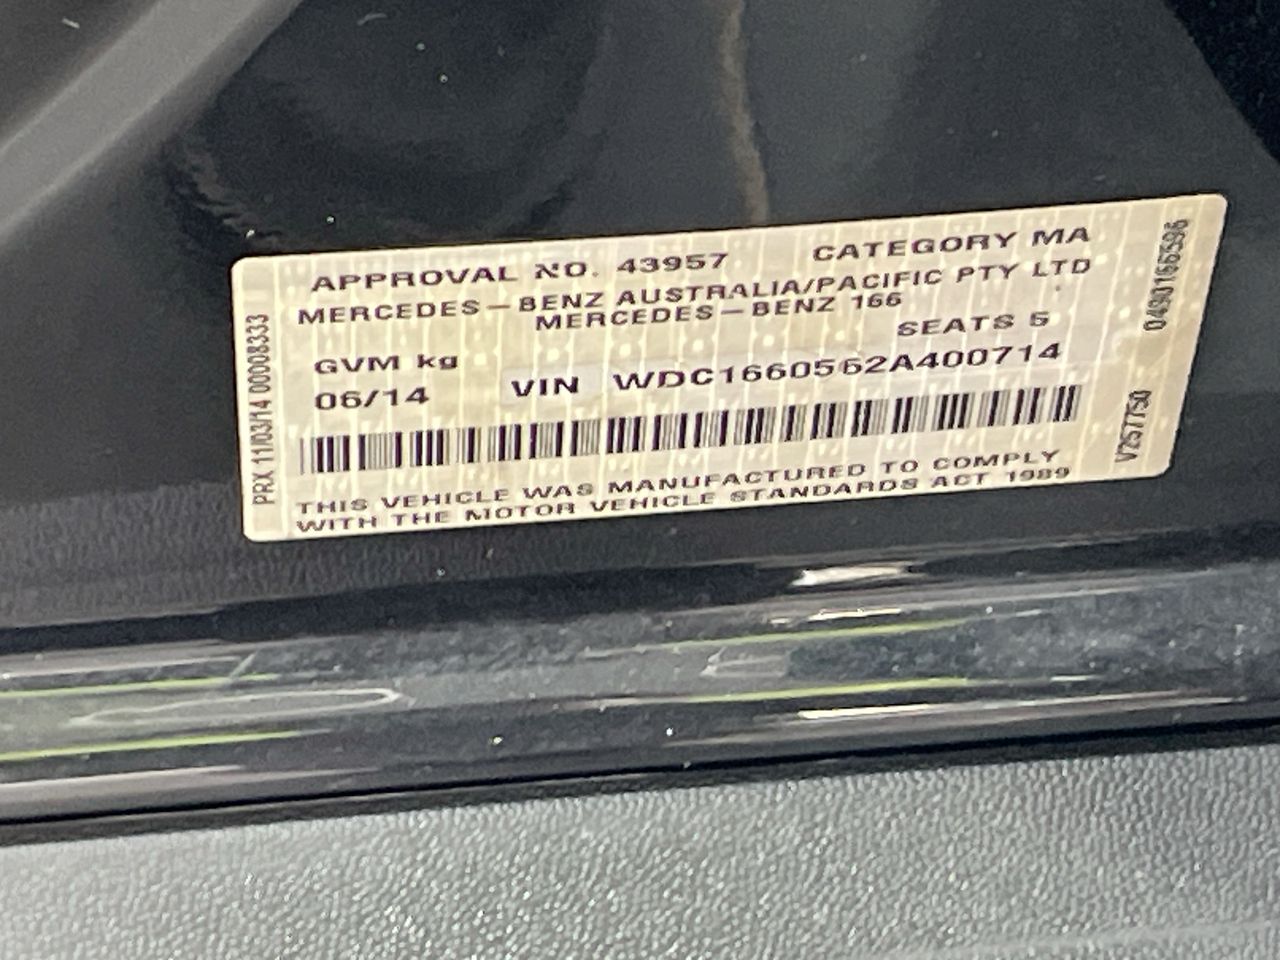 APPROVAL NO. 43957 CATEGORY MA
MERCEDES-BENZ AUSTRALIA/PACIFIC PTY LTD
MERCEDES-BENZ 166
SEATS 5
GVM kg
06/14 VIN WDC1660562A400714
THIS VEHICLE WAS MANUFACTURED TO COMPLY
WITH THE MOTOR VEHICLE STANDARDS ACT 1989
PRX 11/03/14 00008333
V257750
0490166596